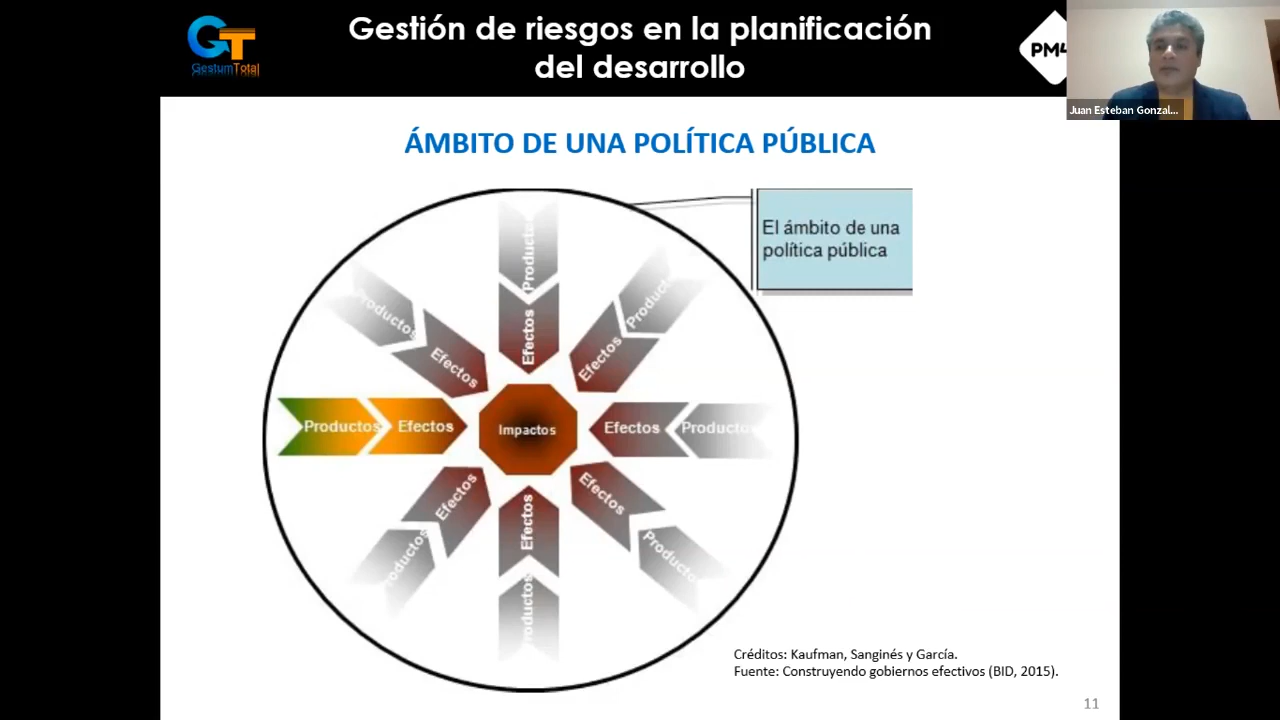 Gestión de riesgos en la planificación
del desarrollo
GT
GestumTotal
PM4
Juan Esteban Gonzal...
ÁMBITO DE UNA POLÍTICA PÚBLICA
El ámbito de una
política pública
Productos
Efectos
Productos
Efectos
Productos
Efectos
Productos
Efectos
Impactos
Efectos
Productos
Efectos
Productos
Efectos
Productos
Efectos
Productos
Créditos: Kaufman, Sanginés y García.
Fuente: Construyendo gobiernos efectivos (BID, 2015).
11